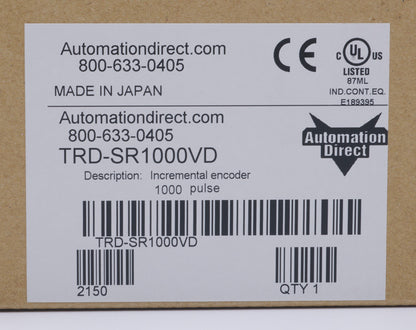 Automationdirect.com
800-633-0405
CE
C UL US
LISTED
87ML
IND.CONT.EQ.
E189395
MADE IN JAPAN
Automationdirect.com
800-633-0405
TRD-SR1000VD
Automation
Direct
Description: Incremental encoder
1000 pulse
TRD-SR1000VD
2150
QTY 1